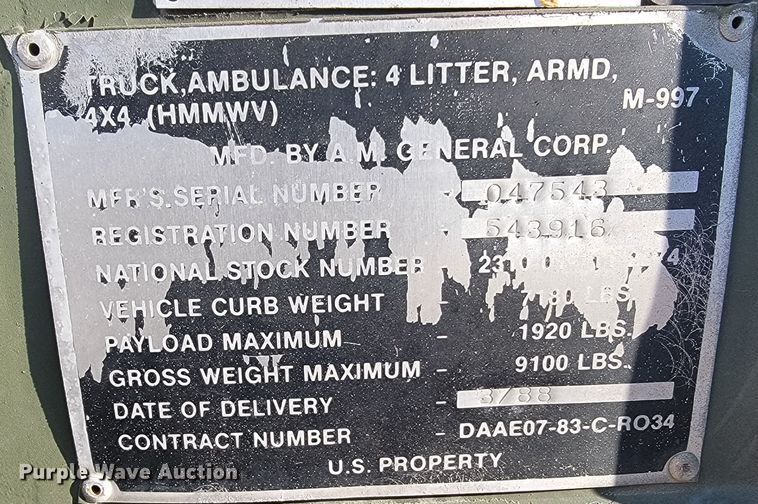 TRUCK, AMBULANCE: 4 LITTER, ARMD,
4X4 (HMMWV) M-997
MFD. BY A.M. GENERAL CORP.
MFR'S SERIAL NUMBER - 047543
REGISTRATION NUMBER - 543916
NATIONAL STOCK NUMBER
VEHICLE CURB WEIGHT - 7180 LBS.
PAYLOAD MAXIMUM - 1920 LBS.
GROSS WEIGHT MAXIMUM - 9100 LBS.
DATE OF DELIVERY - 3/88
CONTRACT NUMBER - DAAE07-83-C-RO34
U.S. PROPERTY
Purple Wave Auction